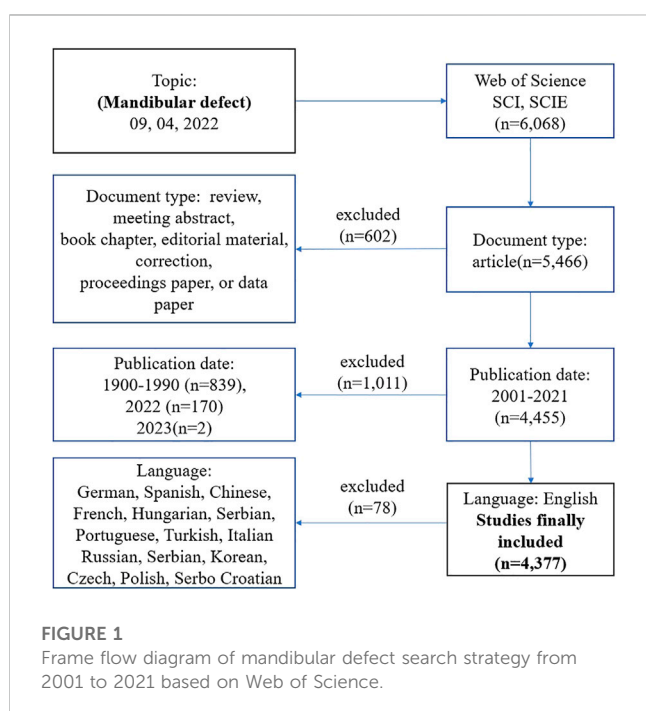 Topic:
(Mandibular defect)
09, 04, 2022
Web of Science
SCI, SCIE
(n=6,068)
Document type: review,
meeting abstract,
book chapter, editorial material,
correction,
proceedings paper, or data
paper
excluded
(n=602)
Document type:
article(n=5,466)
Publication date:
1900-1990 (n=839),
2022 (n=170)
2023(n=2)
excluded
(n=1,011)
Publication date:
2001-2021
(n=4,455)
Language:
German, Spanish, Chinese,
French, Hungarian, Serbian,
Portuguese, Turkish, Italian
Russian, Serbian, Korean,
Czech, Polish, Serbo Croatian
excluded
(n=78)
Language: English
Studies finally
included
(n=4,377)
FIGURE 1
Frame flow diagram of mandibular defect search strategy from
2001 to 2021 based on Web of Science.